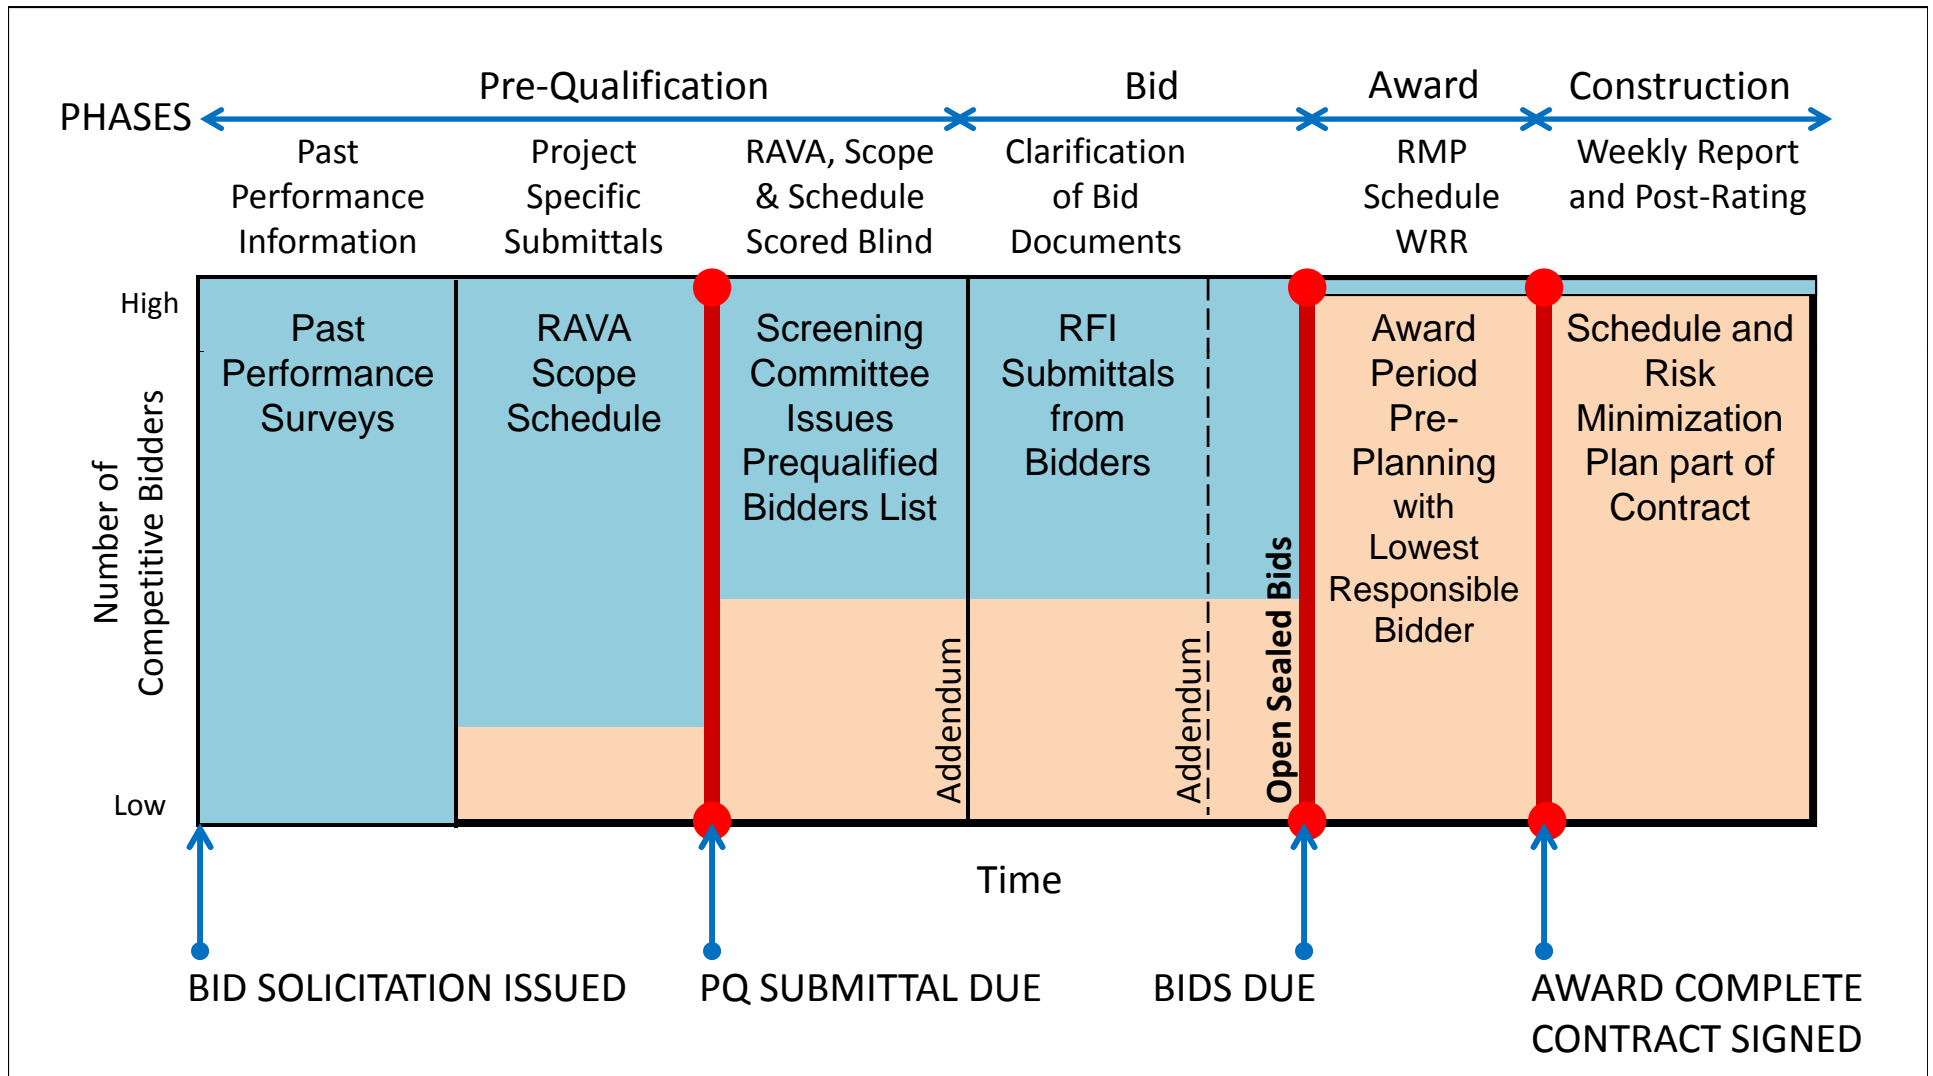 Pre-Qualification
Bid
Award
Construction
PHASES
Past
Performance
Information
Project
Specific
Submittals
RAVA, Scope
& Schedule
Scored Blind
Clarification
of Bid
Documents
RMP
Schedule
WRR
Weekly Report
and Post-Rating
High
Low
Number of
Competitive Bidders
Past
Performance
Surveys
RAVA
Scope
Schedule
Screening
Committee
Issues
Prequalified
Bidders List
Addendum
RFI
Submittals
from
Bidders
Addendum
Open Sealed Bids
Award
Period
Pre-
Planning
with
Lowest
Responsible
Bidder
Schedule and
Risk
Minimization
Plan part of
Contract
Time
BID SOLICITATION ISSUED
PQ SUBMITTAL DUE
BIDS DUE
AWARD COMPLETE
CONTRACT SIGNED